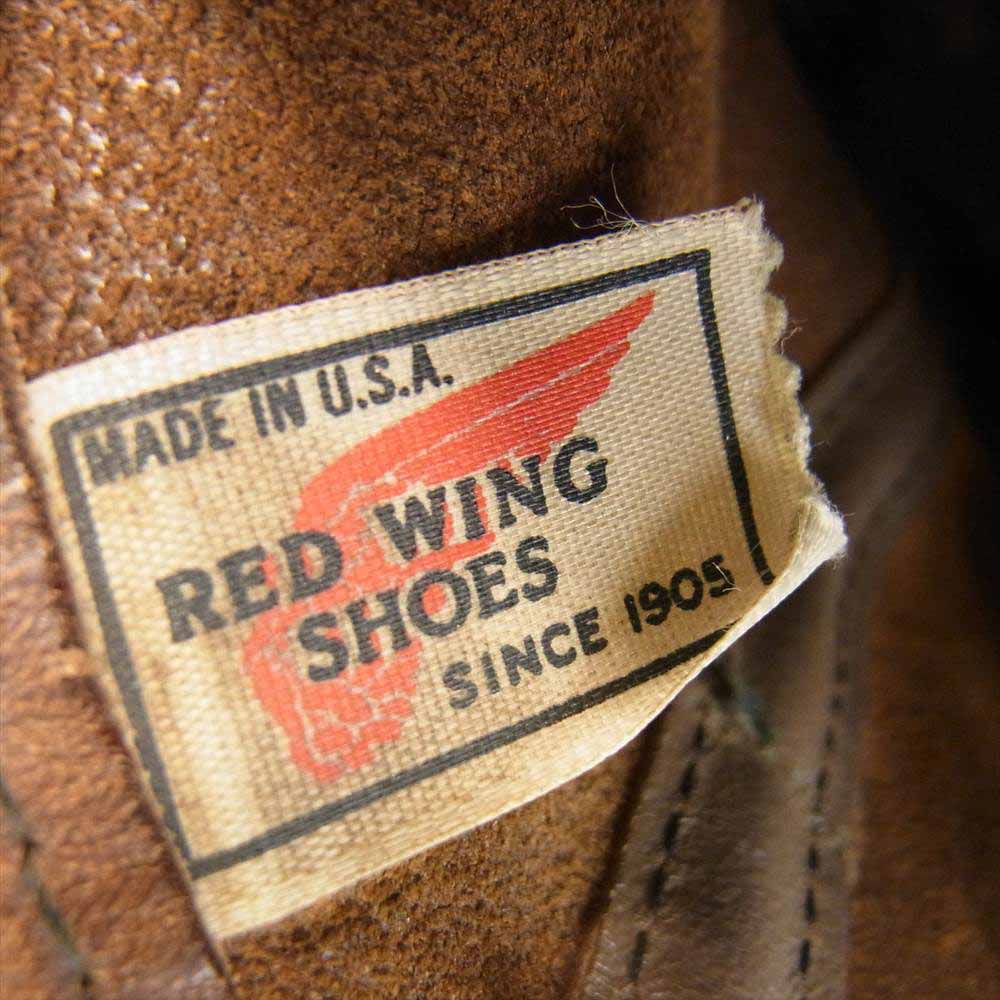 MADE IN U.S.A.
RED WING
SHOES
SINCE 1905